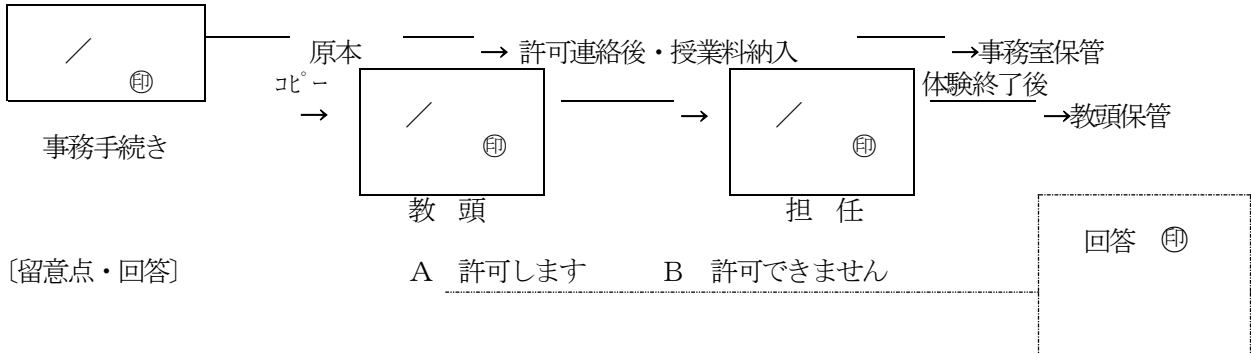 原本 → 許可連絡後・授業料納入 →事務室保管
／
㊞
事務手続き
コピー
→
／
㊞
教 頭
→
／
㊞
担 任
体験終了後
→教頭保管
回答 ㊞
〔留意点・回答〕 A 許可します B 許可できません